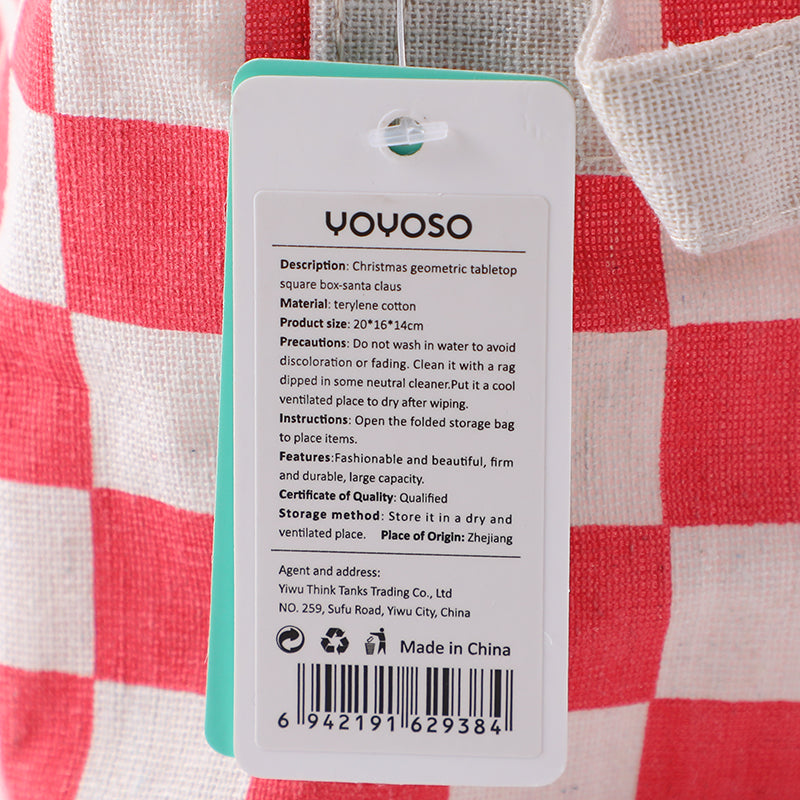 YOYOSO
Description: Christmas geometric tabletop
square box-santa claus
Material: terylene cotton
Product size: 20*16*14cm
Precautions: Do not wash in water to avoid
discoloration or fading. Clean it with a rag
dipped in some neutral cleaner.Put it a cool
ventilated place to dry after wiping.
Instructions: Open the folded storage bag
to place items.
Features:Fashionable and beautiful, firm
and durable, large capacity.
Certificate of Quality: Qualified
Storage method: Store it in a dry and
ventilated place. Place of Origin: Zhejiang
Agent and address:
Yiwu Think Tanks Trading Co., Ltd
NO. 259, Sufu Road, Yiwu City, China
Made in China
6 942191 629384